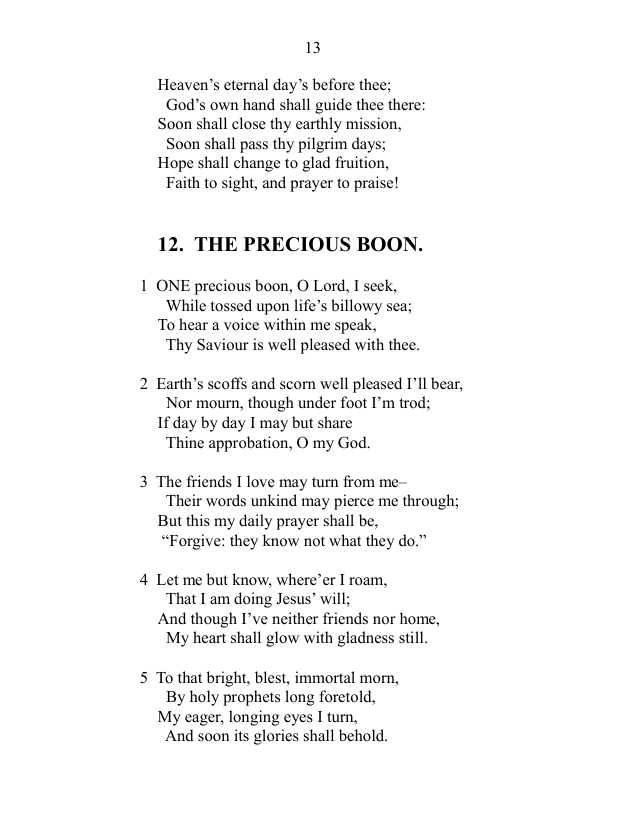 13
Heaven’s eternal day’s before thee;
God’s own hand shall guide thee there:
Soon shall close thy earthly mission,
Soon shall pass thy pilgrim days;
Hope shall change to glad fruition,
Faith to sight, and prayer to praise!
12. THE PRECIOUS BOON.
1 ONE precious boon, O Lord, I seek,
While tossed upon life’s billowy sea;
To hear a voice within me speak,
Thy Saviour is well pleased with thee.
2 Earth’s scoffs and scorn well pleased I’ll bear,
Nor mourn, though under foot I’m trod;
If day by day I may but share
Thine approbation, O my God.
3 The friends I love may turn from me–
Their words unkind may pierce me through;
But this my daily prayer shall be,
“Forgive: they know not what they do.”
4 Let me but know, where’er I roam,
That I am doing Jesus’ will;
And though I’ve neither friends nor home,
My heart shall glow with gladness still.
5 To that bright, blest, immortal morn,
By holy prophets long foretold,
My eager, longing eyes I turn,
And soon its glories shall behold.